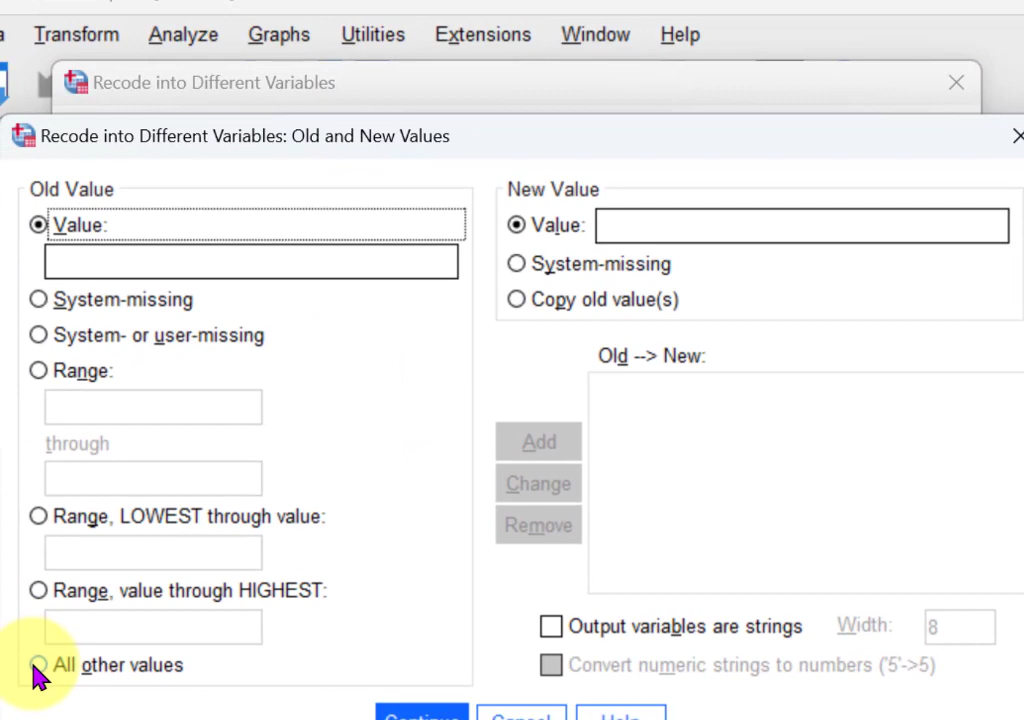 a Transform Analyze Graphs Utilities Extensions Window Help
Recode into Different Variables
Recode into Different Variables: Old and New Values
Old Value
Value:
System-missing
System- or user-missing
Range:
through
Range, LOWEST through value:
Range, value through HIGHEST:
All other values
New Value
Value:
System-missing
Copy old value(s)
Old --> New:
Add
Change
Remove
Output variables are strings Width: 8
Convert numeric strings to numbers ('5'->5)
Continue Cancel Help